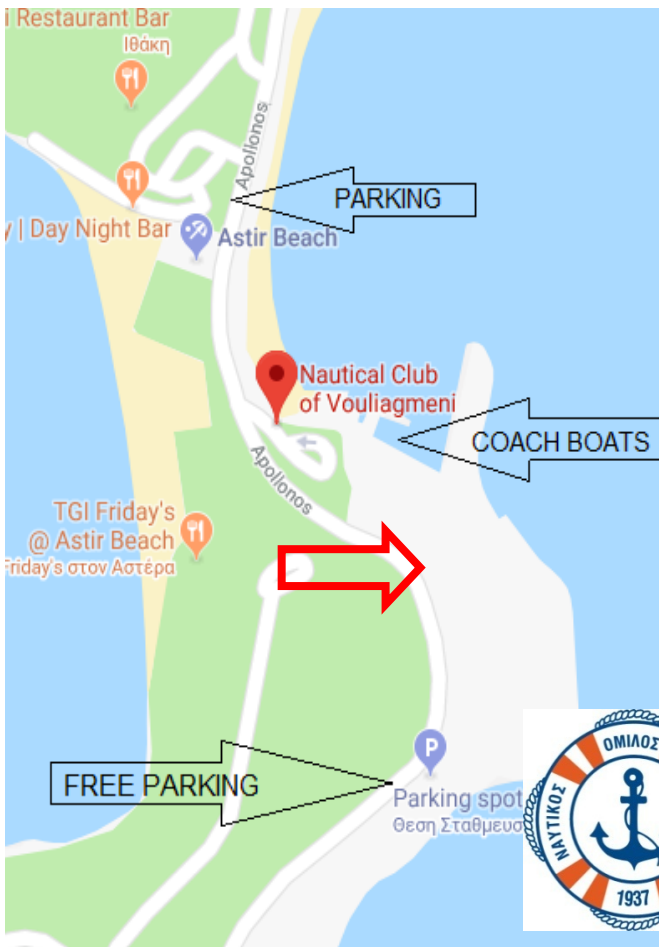 i Restaurant Bar
Ιθάκη
Apollonos
PARKING
y | Day Night Bar
Astir Beach
Nautical Club
of Vouliagmeni
COACH BOATS
Apollonos
TGI Friday's
@ Astir Beach
Friday's στον Αστέρα
FREE PARKING
P
Parking spot
Θεση Σταθμευσ
ΝΑΥΤΙΚΟΣ
ΟΜΙΛΟΣ
1937